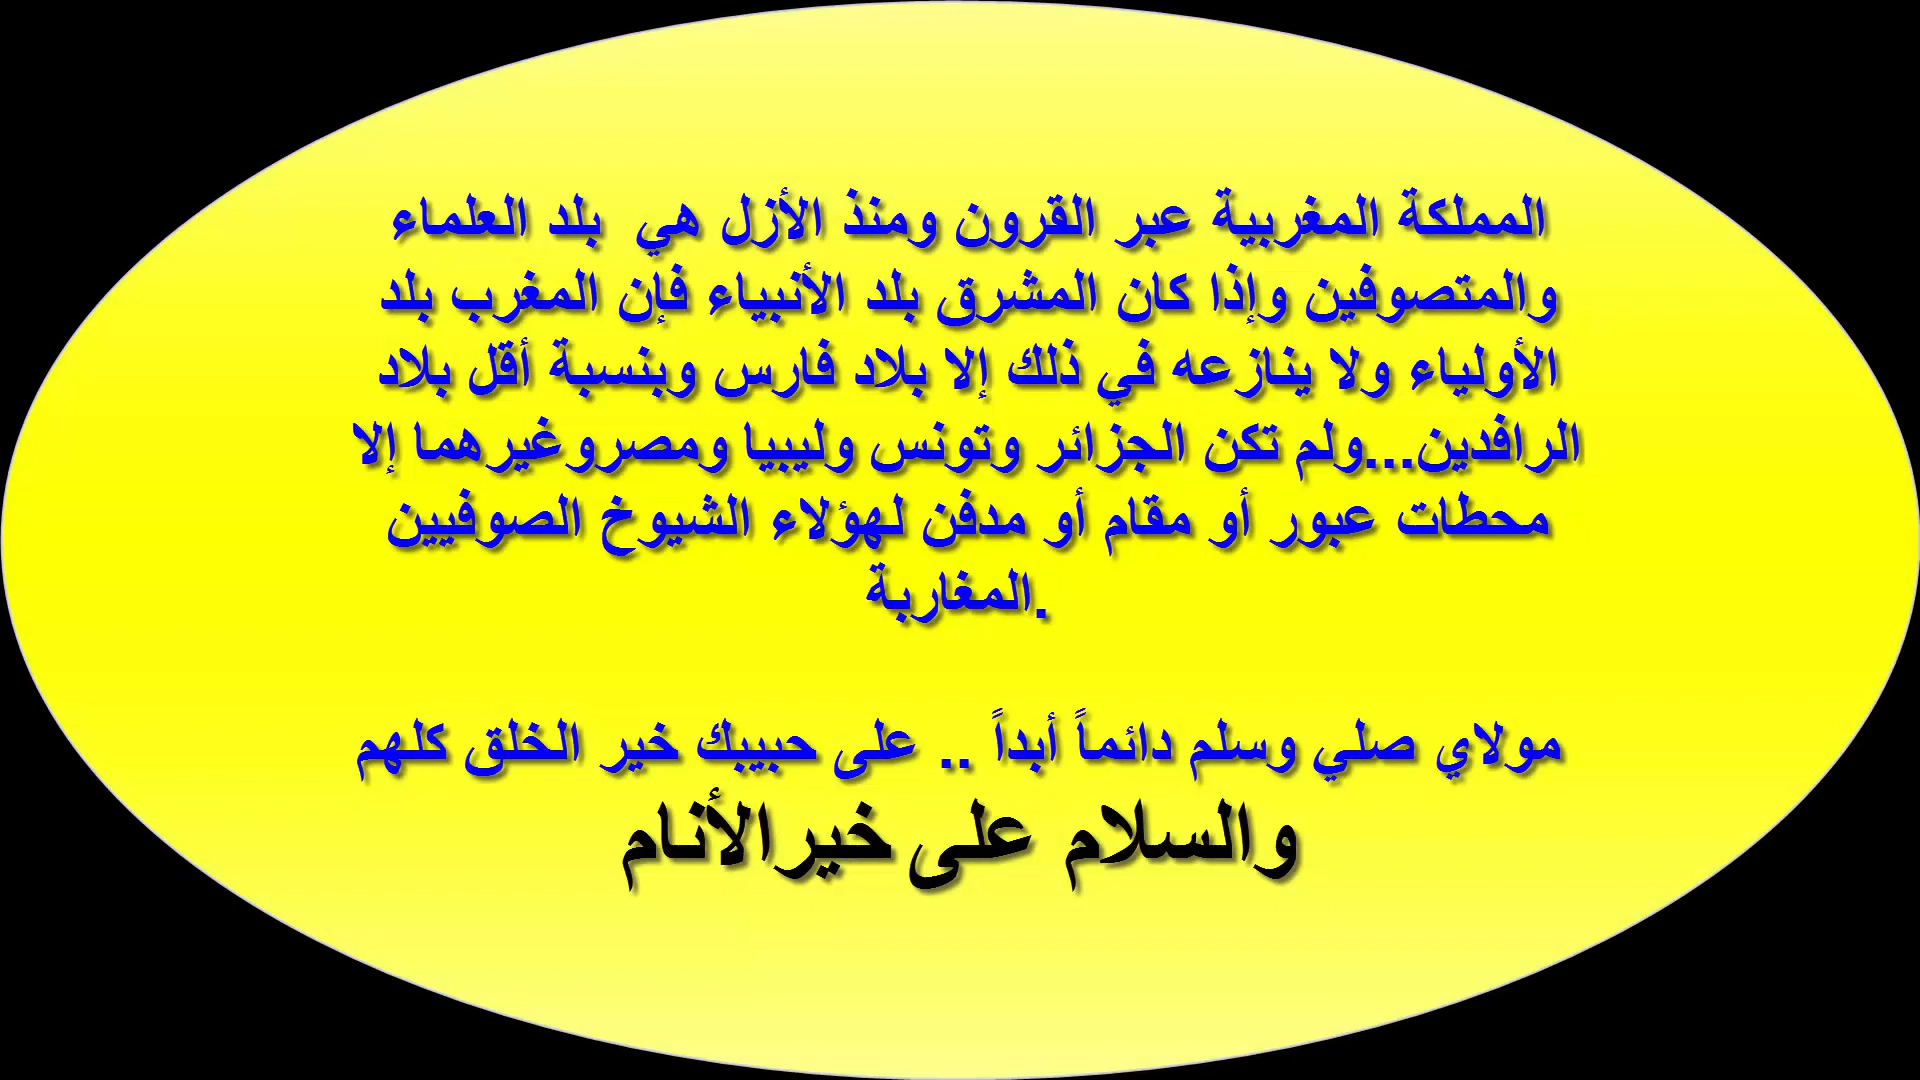 المملكة المغربية عبر القرون ومنذ الأزل هي  بلد العلماء
والمتصوفين وإذا كان المشرق بلد الأنبياء فإن المغرب بلد
الأولياء ولا ينازعه في ذلك إلا بلاد فارس وبنسبة أقل بلاد
الرافدين...ولم تكن الجزائر وتونس وليبيا ومصروغيرهما إلا
محطات عبور أو مقام أو مدفن لهؤلاء الشيوخ الصوفيين
المغاربة.
مولاي صلي وسلم دائماً أبداً .. على حبيبك خير الخلق كلهم
والسلام على خيرالأنام